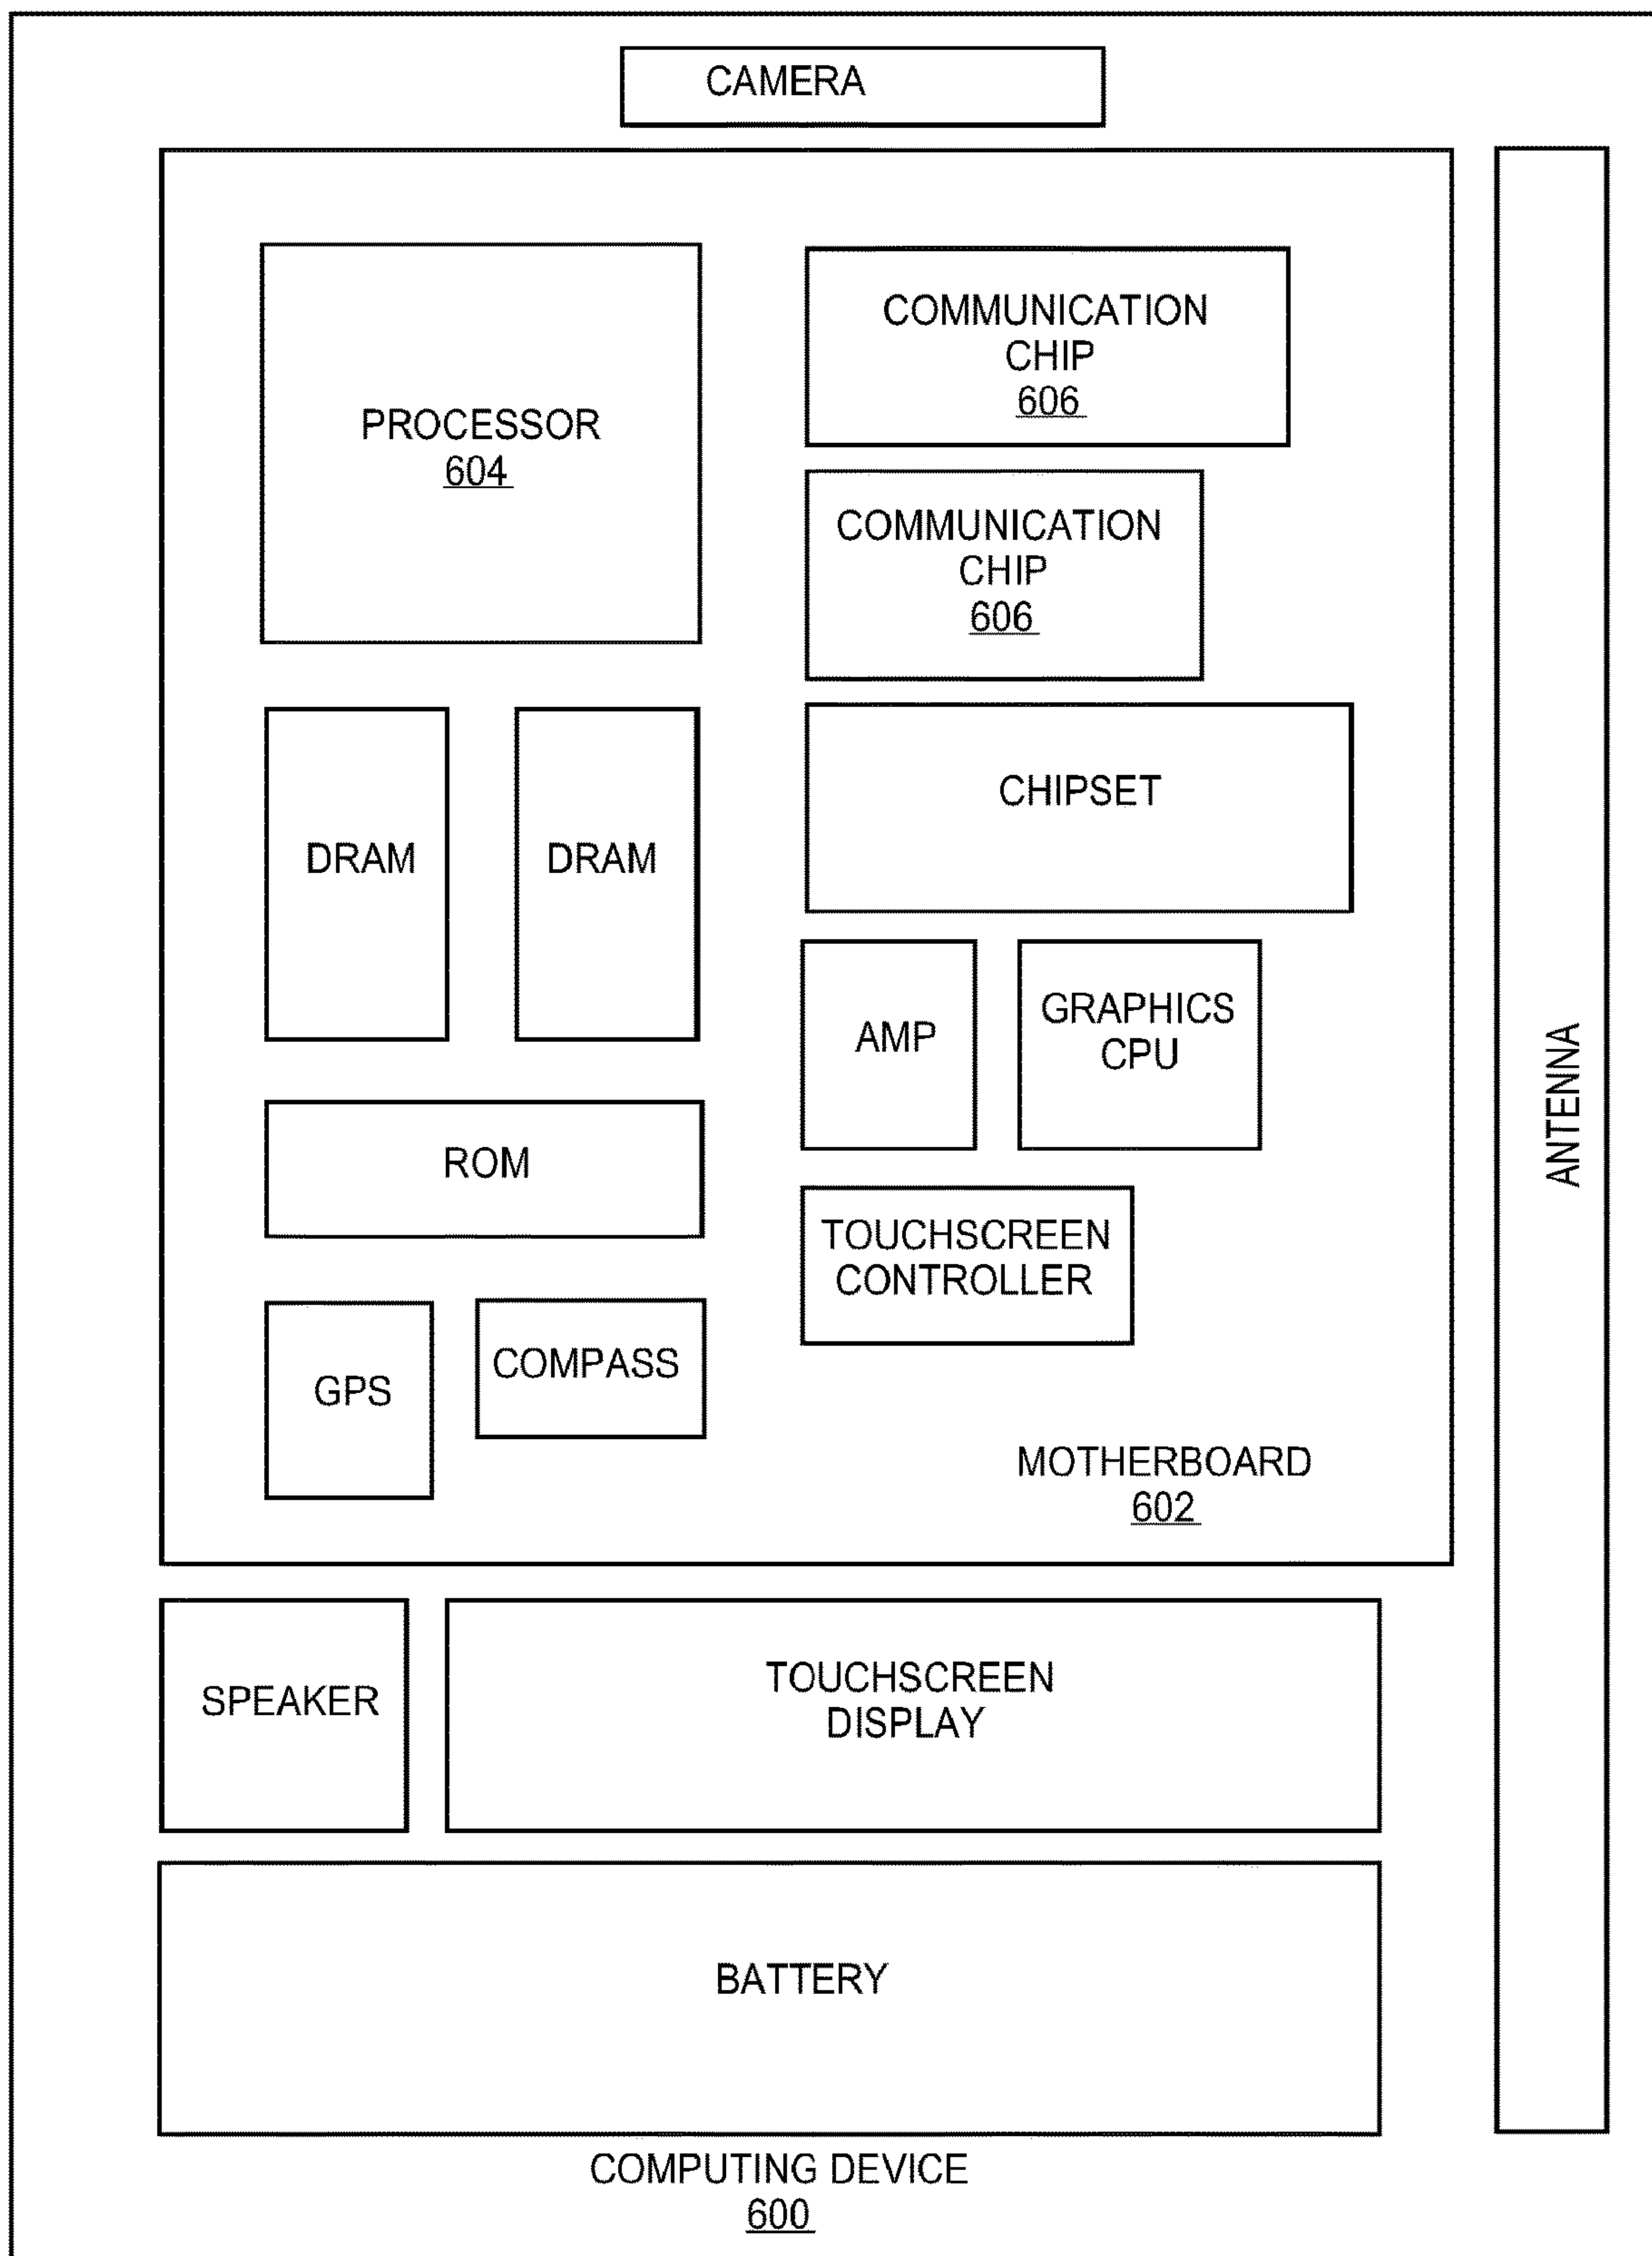 CAMERA
PROCESSOR
604
COMMUNICATION
CHIP
606
COMMUNICATION
CHIP
606
DRAM
DRAM
CHIPSET
AMP
GRAPHICS
CPU
ROM
TOUCHSCREEN
CONTROLLER
GPS
COMPASS
MOTHERBOARD
602
ANTENNA
SPEAKER
TOUCHSCREEN
DISPLAY
BATTERY
COMPUTING DEVICE
600